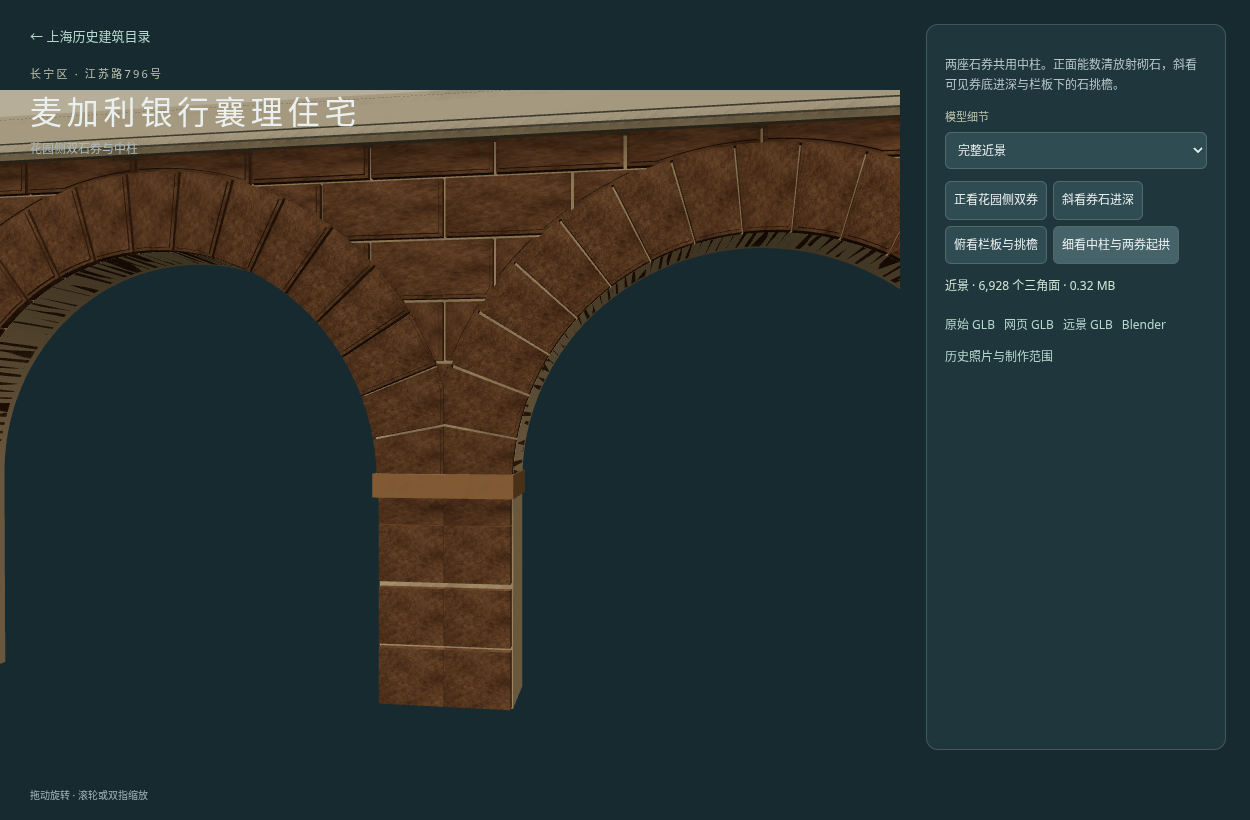 ← 上海历史建筑目录
长宁区 · 江苏路796号
麦加利银行襄理住宅
花园侧双石券与中柱
两座石券共用中柱。正面能数清放射砌石，斜看
可见券底进深与栏板下的石挑檐。
模型细节
完整近景
正看花园侧双券 斜看券石进深
俯看栏板与挑檐 细看中柱与两券起拱
近景 · 6,928 个三角面 · 0.32 MB
原始 GLB 网页 GLB 远景 GLB Blender
历史照片与制作范围
拖动旋转 · 滚轮或双指缩放